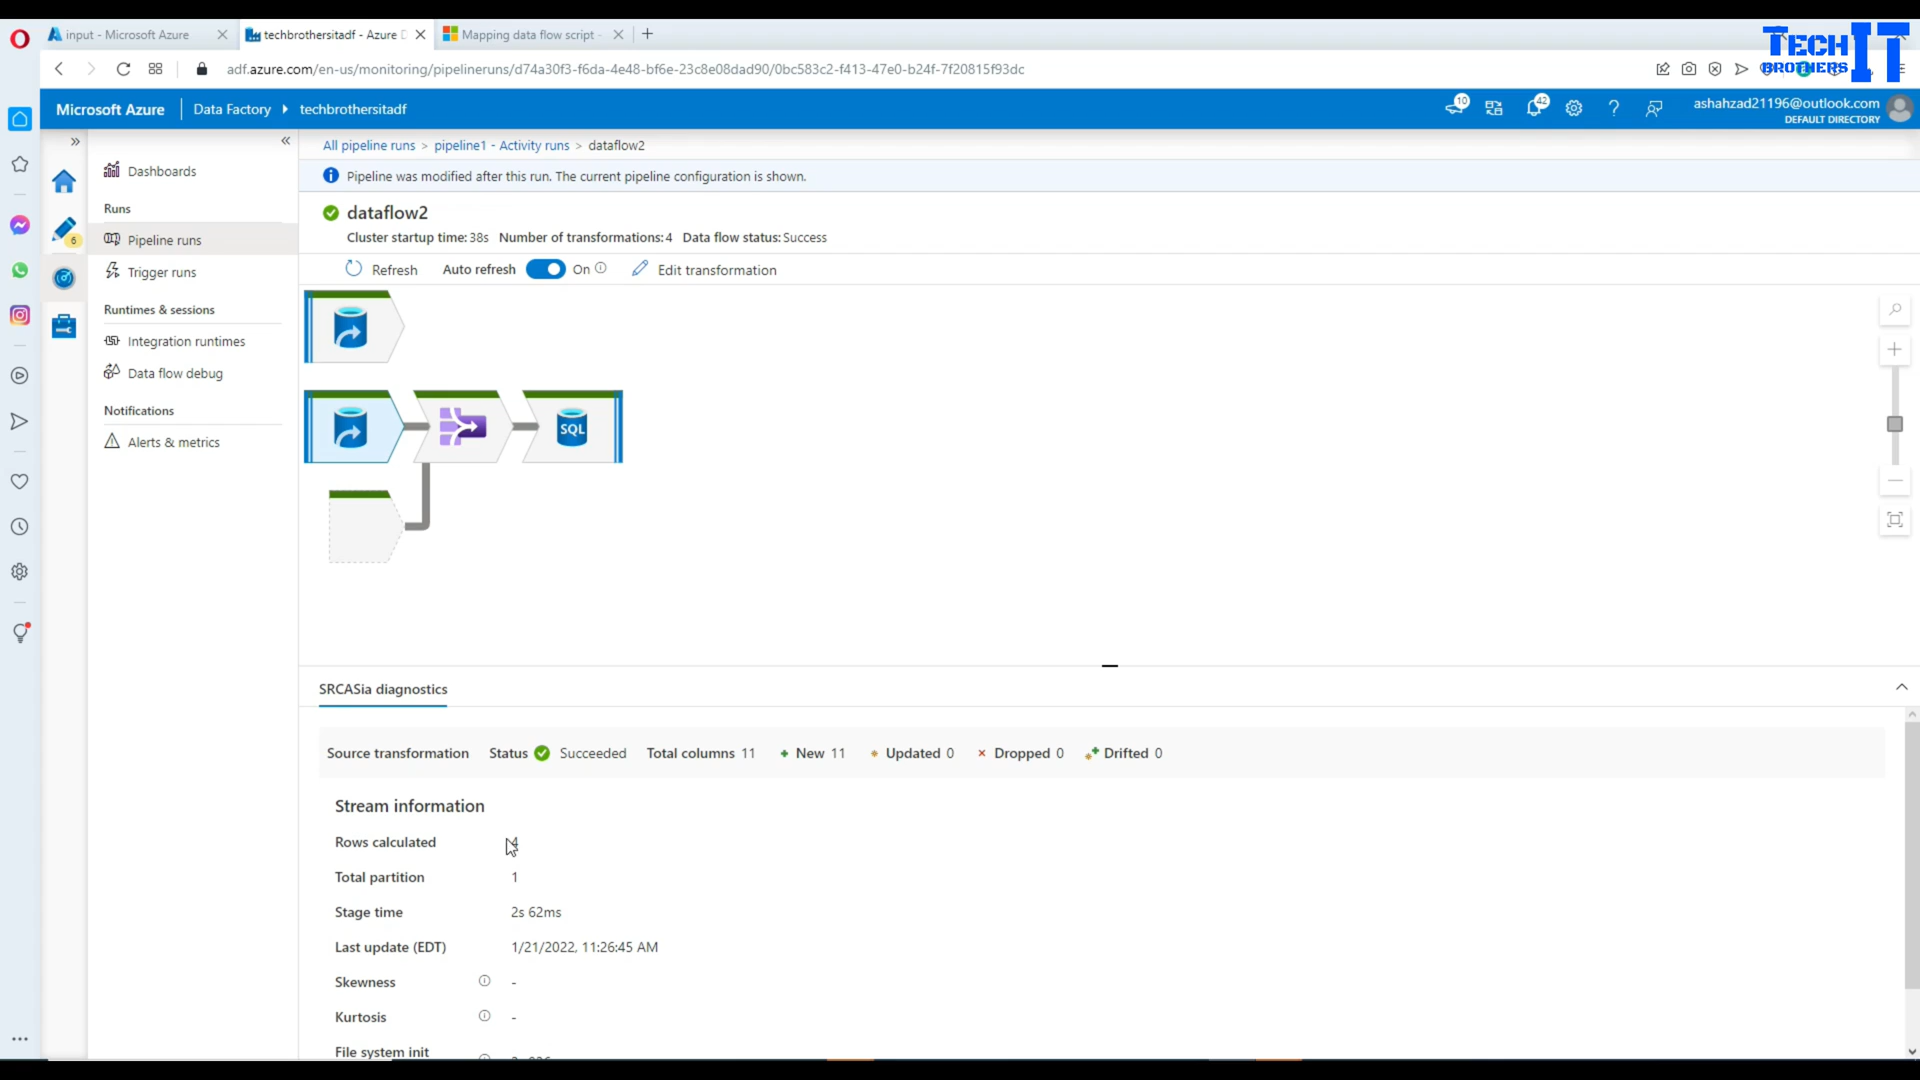 input - Microsoft Azure
techbrothersitadf - Azure D
Mapping data flow script -
TECH IT
BROTHERS
adf.azure.com/en-us/monitoring/pipelineruns/d74a30f3-f6da-4e48-bf6e-23c8e08dad90/0bc583c2-f413-47e0-b24f-7f20815f93dc
Microsoft Azure
Data Factory
techbrothersitadf
10
42
ashahzad21196@outlook.com
DEFAULT DIRECTORY
6
Dashboards
Runs
Pipeline runs
Trigger runs
Runtimes & sessions
Integration runtimes
Data flow debug
Notifications
Alerts & metrics
All pipeline runs > pipeline1 - Activity runs > dataflow2
Pipeline was modified after this run. The current pipeline configuration is shown.
dataflow2
Cluster startup time: 38s Number of transformations: 4 Data flow status: Success
Refresh Auto refresh On Edit transformation
SQL
SRCASia diagnostics
Source transformation Status Succeeded Total columns 11 New 11 Updated 0 Dropped 0 Drifted 0
Stream information
Rows calculated 4
Total partition 1
Stage time 2s 62ms
Last update (EDT) 1/21/2022, 11:26:45 AM
Skewness -
Kurtosis -
File system init